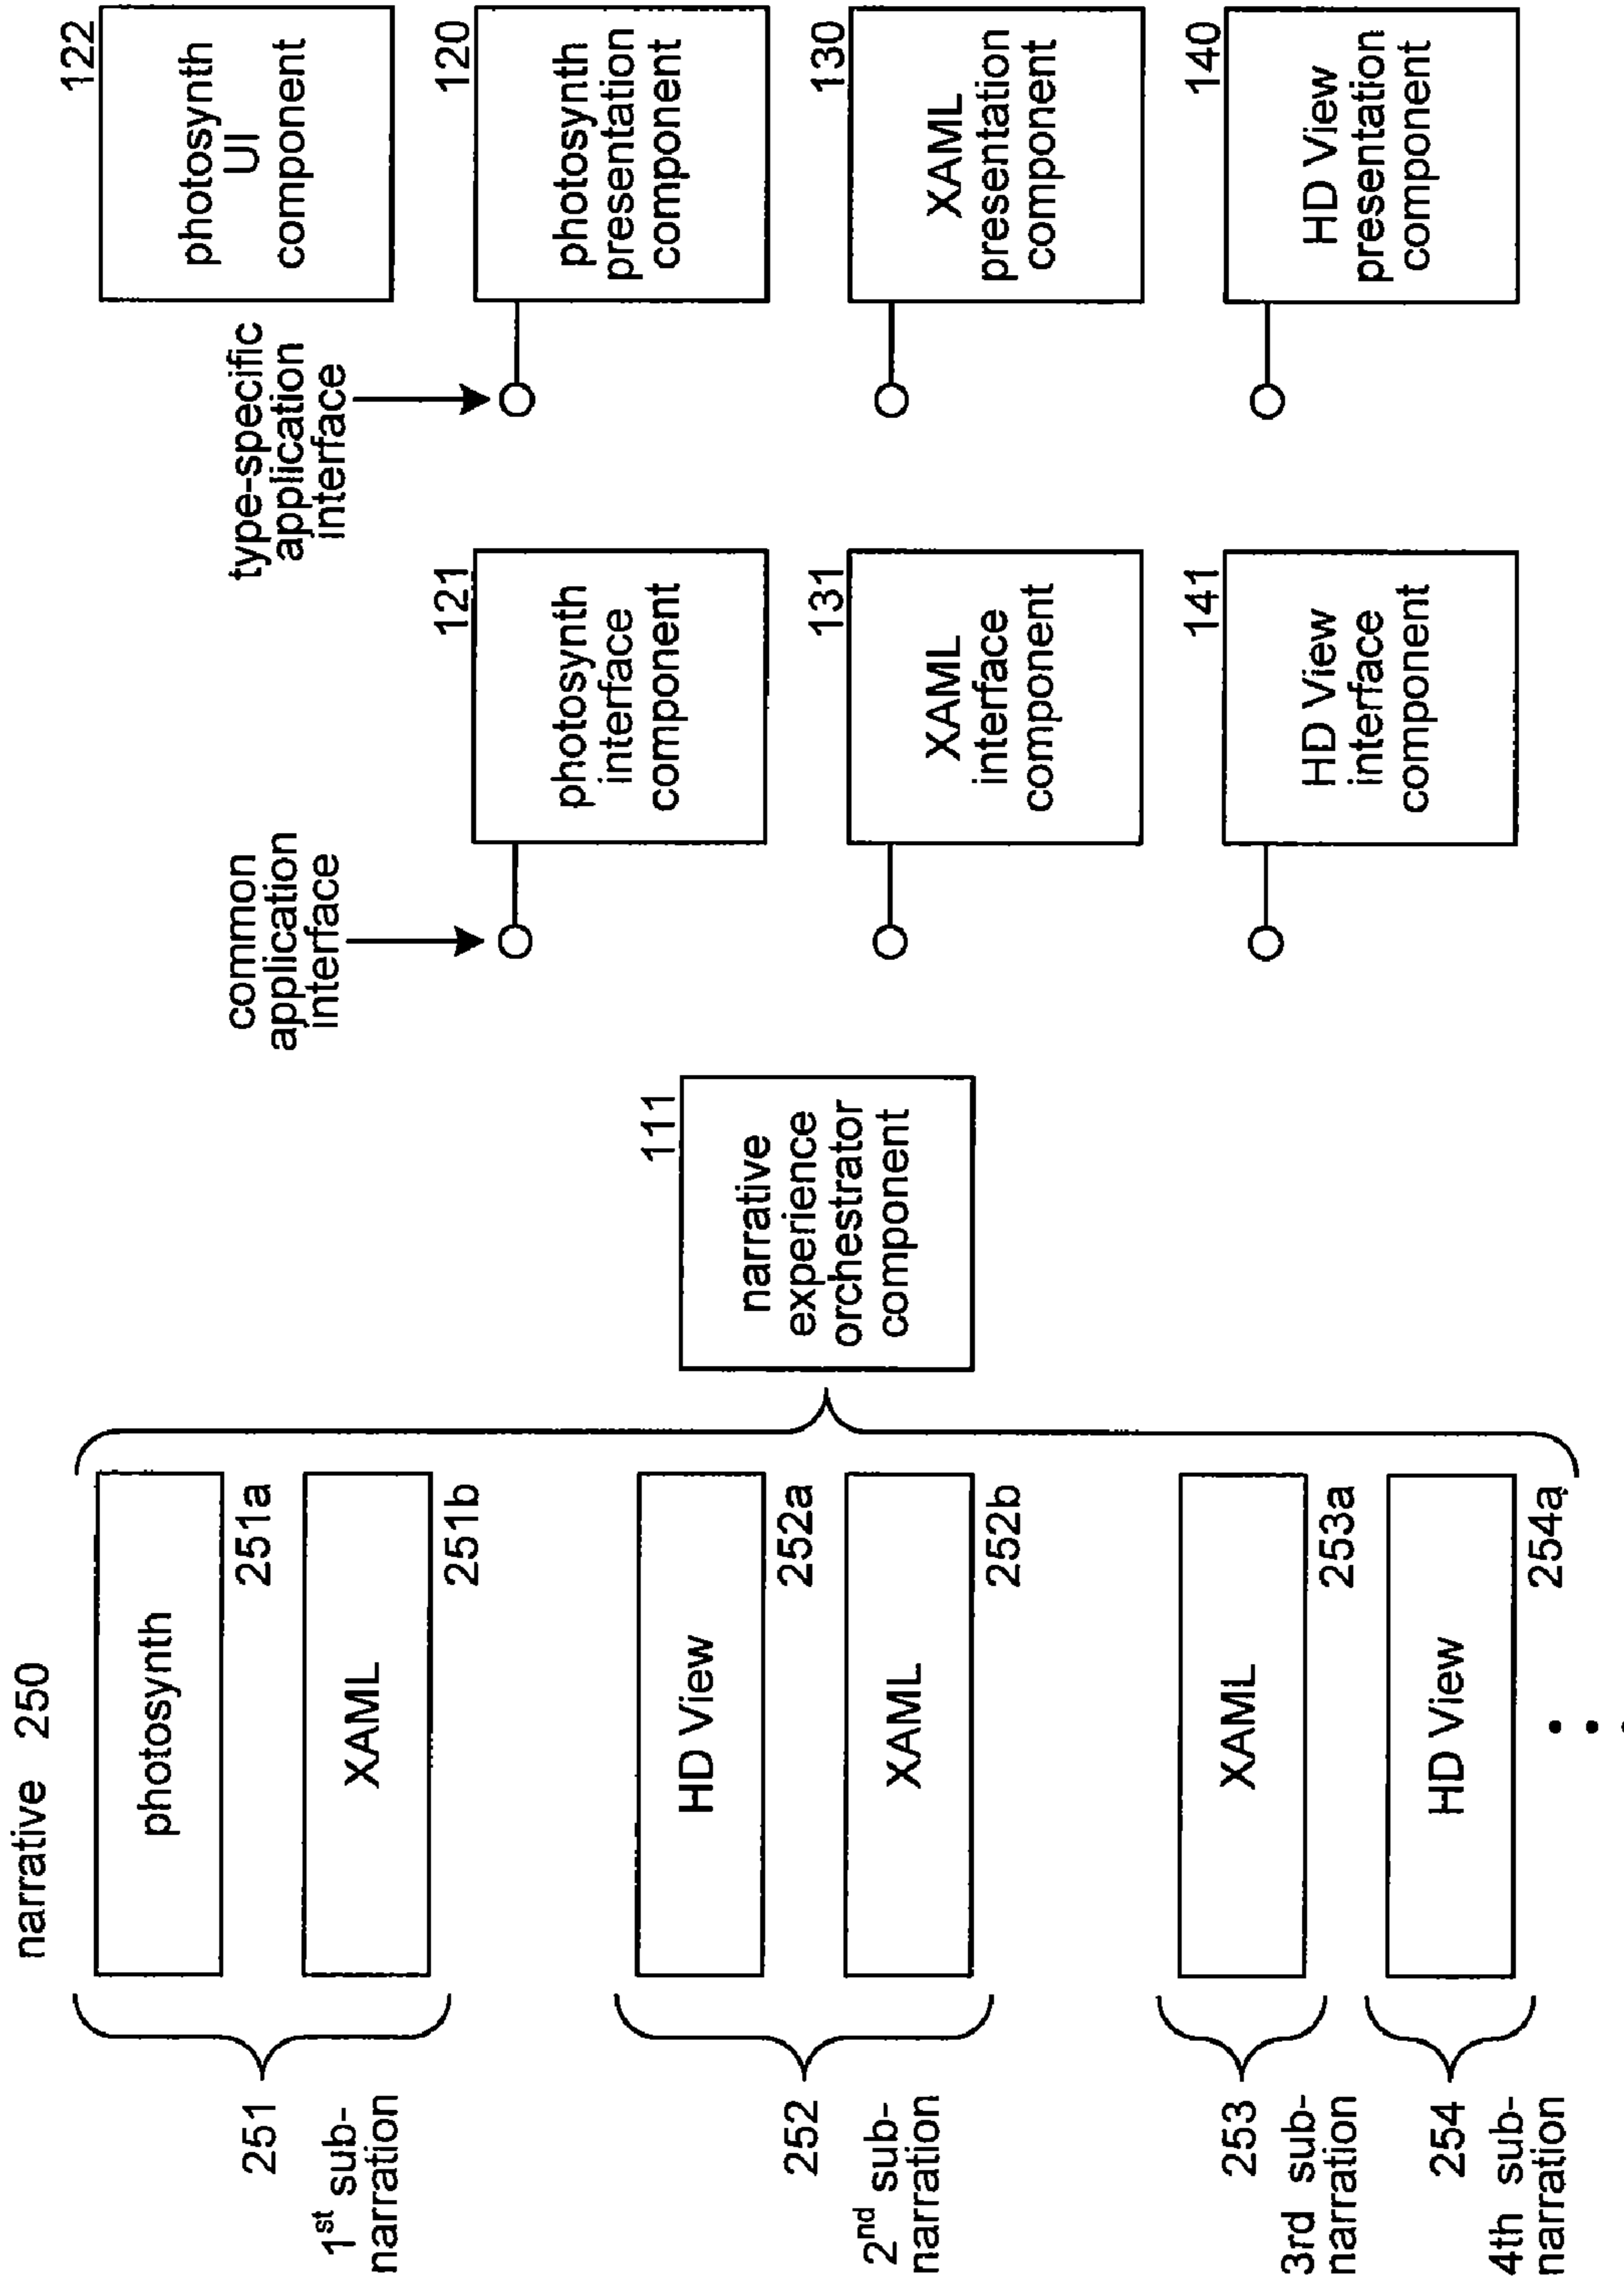 narrative 250
251
1st sub-
narration
photosynth
251a
XAML
251b
252
2nd sub-
narration
HD View
252a
XAML
252b
253
3rd sub-
narration
XAML
253a
254
4th sub-
narration
HD View
254a
111
narrative
experience
orchestrator
component
common
application
interface
121
photosynth
interface
component
131
XAML
interface
component
141
HD View
interface
component
type-specific
application
interface
122
photosynth
UI
component
120
photosynth
presentation
component
130
XAML
presentation
component
140
HD View
presentation
component